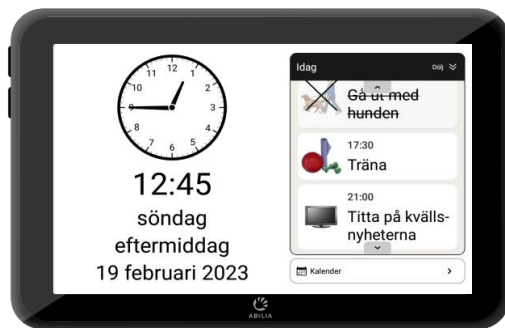 12
1
2
3
4
5
6
7
8
9
10
11
12:45
söndag
eftermiddag
19 februari 2023
Idag
Dölj
Gå ut med
hunden
17:30
Träna
21:00
Titta på kvälls-
nyheterna
Kalender
ABILIA